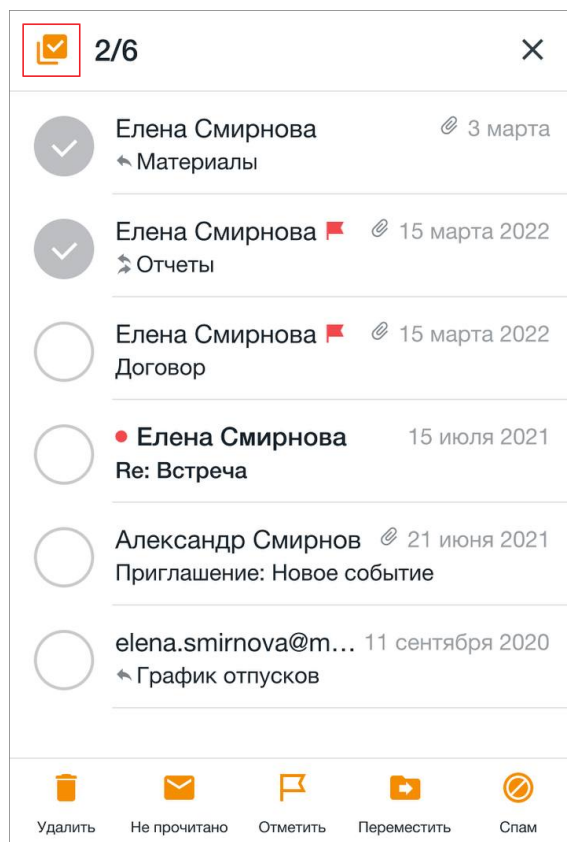 2/6
Елена Смирнова 3 марта
Материалы
Елена Смирнова 15 марта 2022
Отчеты
Елена Смирнова 15 марта 2022
Договор
Елена Смирнова 15 июля 2021
Re: Встреча
Александр Смирнов 21 июня 2021
Приглашение: Новое событие
elena.smirnova@m... 11 сентября 2020
График отпусков
Удалить Не прочитано Отметить Переместить Спам